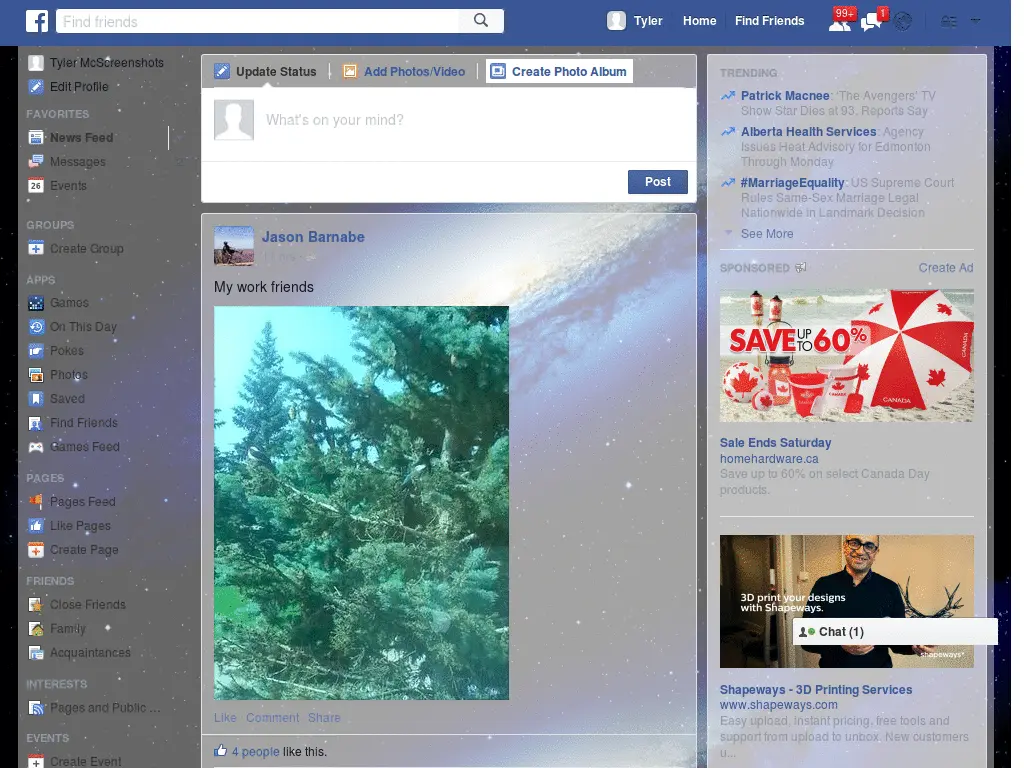 Find friends
Tyler
Home
Find Friends
99+
1
Tyler McScreenshots
Edit Profile
FAVORITES
News Feed
Messages
26
Events
GROUPS
Create Group
APPS
Games
On This Day
Pokes
Photos
Saved
Find Friends
Games Feed
PAGES
Pages Feed
Like Pages
Create Page
FRIENDS
Close Friends
Family
Acquaintances
INTERESTS
Pages and Public ...
EVENTS
Create Event
Update Status
Add Photos/Video
Create Photo Album
What's on your mind?
Post
Jason Barnabe
My work friends
Like Comment Share
4 people like this.
TRENDING
Patrick Macnee: 'The Avengers' TV
Show Star Dies at 93, Reports Say
Alberta Health Services: Agency
Issues Heat Advisory for Edmonton
Through Monday
#MarriageEquality: US Supreme Court
Rules Same-Sex Marriage Legal
Nationwide in Landmark Decision
See More
SPONSORED
Create Ad
SAVE UP TO 60%
CANADA
CANADA
CANADA
Sale Ends Saturday
homehardware.ca
Save up to 60% on select Canada Day
products.
3D print your designs
with Shapeways.
Chat (1)
shapeways*
Shapeways - 3D Printing Services
www.shapeways.com
Easy upload, instant pricing, free tools and
support from upload to unbox. New customers
u...